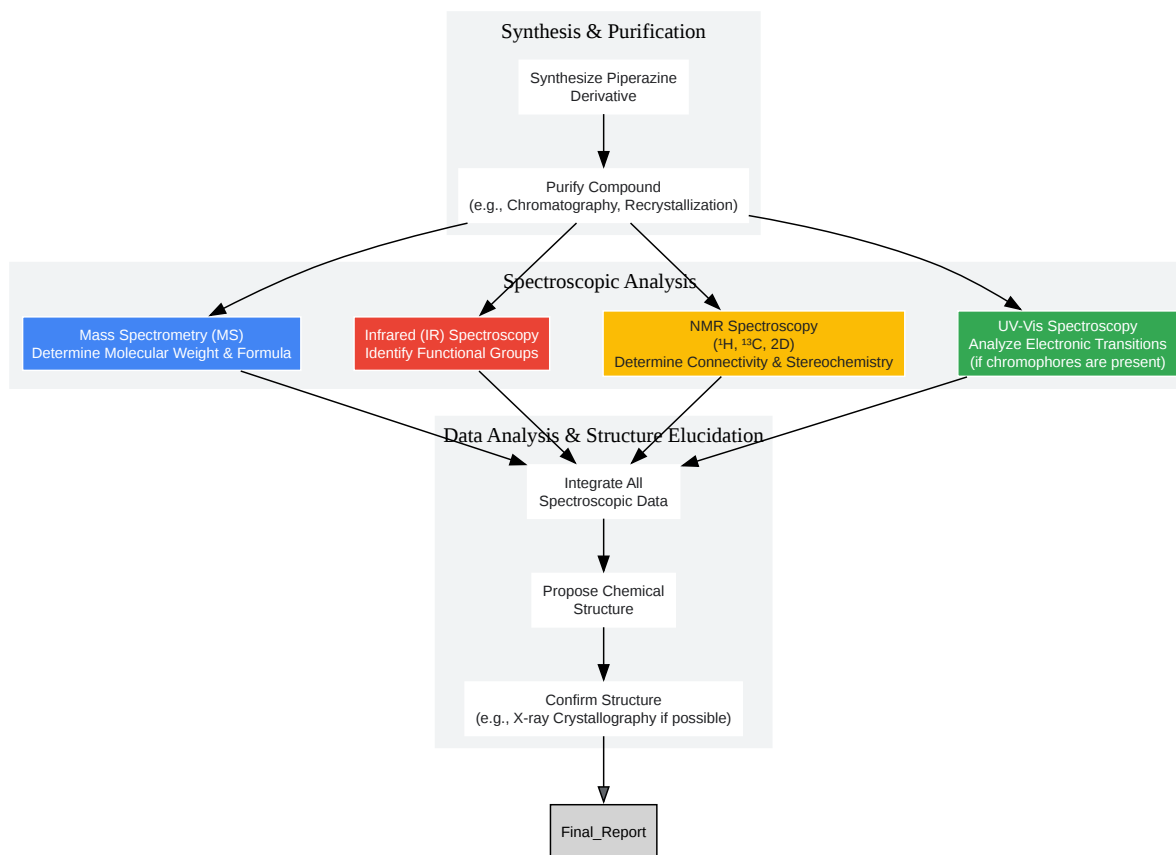 Synthesis & Purification
Synthesize Piperazine
Derivative
Purify Compound
(e.g., Chromatography, Recrystallization)
Spectroscopic Analysis
Mass Spectrometry (MS)
Determine Molecular Weight & Formula
Infrared (IR) Spectroscopy
Identify Functional Groups
NMR Spectroscopy
(¹H, ¹³C, 2D)
Determine Connectivity & Stereochemistry
UV-Vis Spectroscopy
Analyze Electronic Transitions
(if chromophores are present)
Data Analysis & Structure Elucidation
Integrate All
Spectroscopic Data
Propose Chemical
Structure
Confirm Structure
(e.g., X-ray Crystallography if possible)
Final_Report